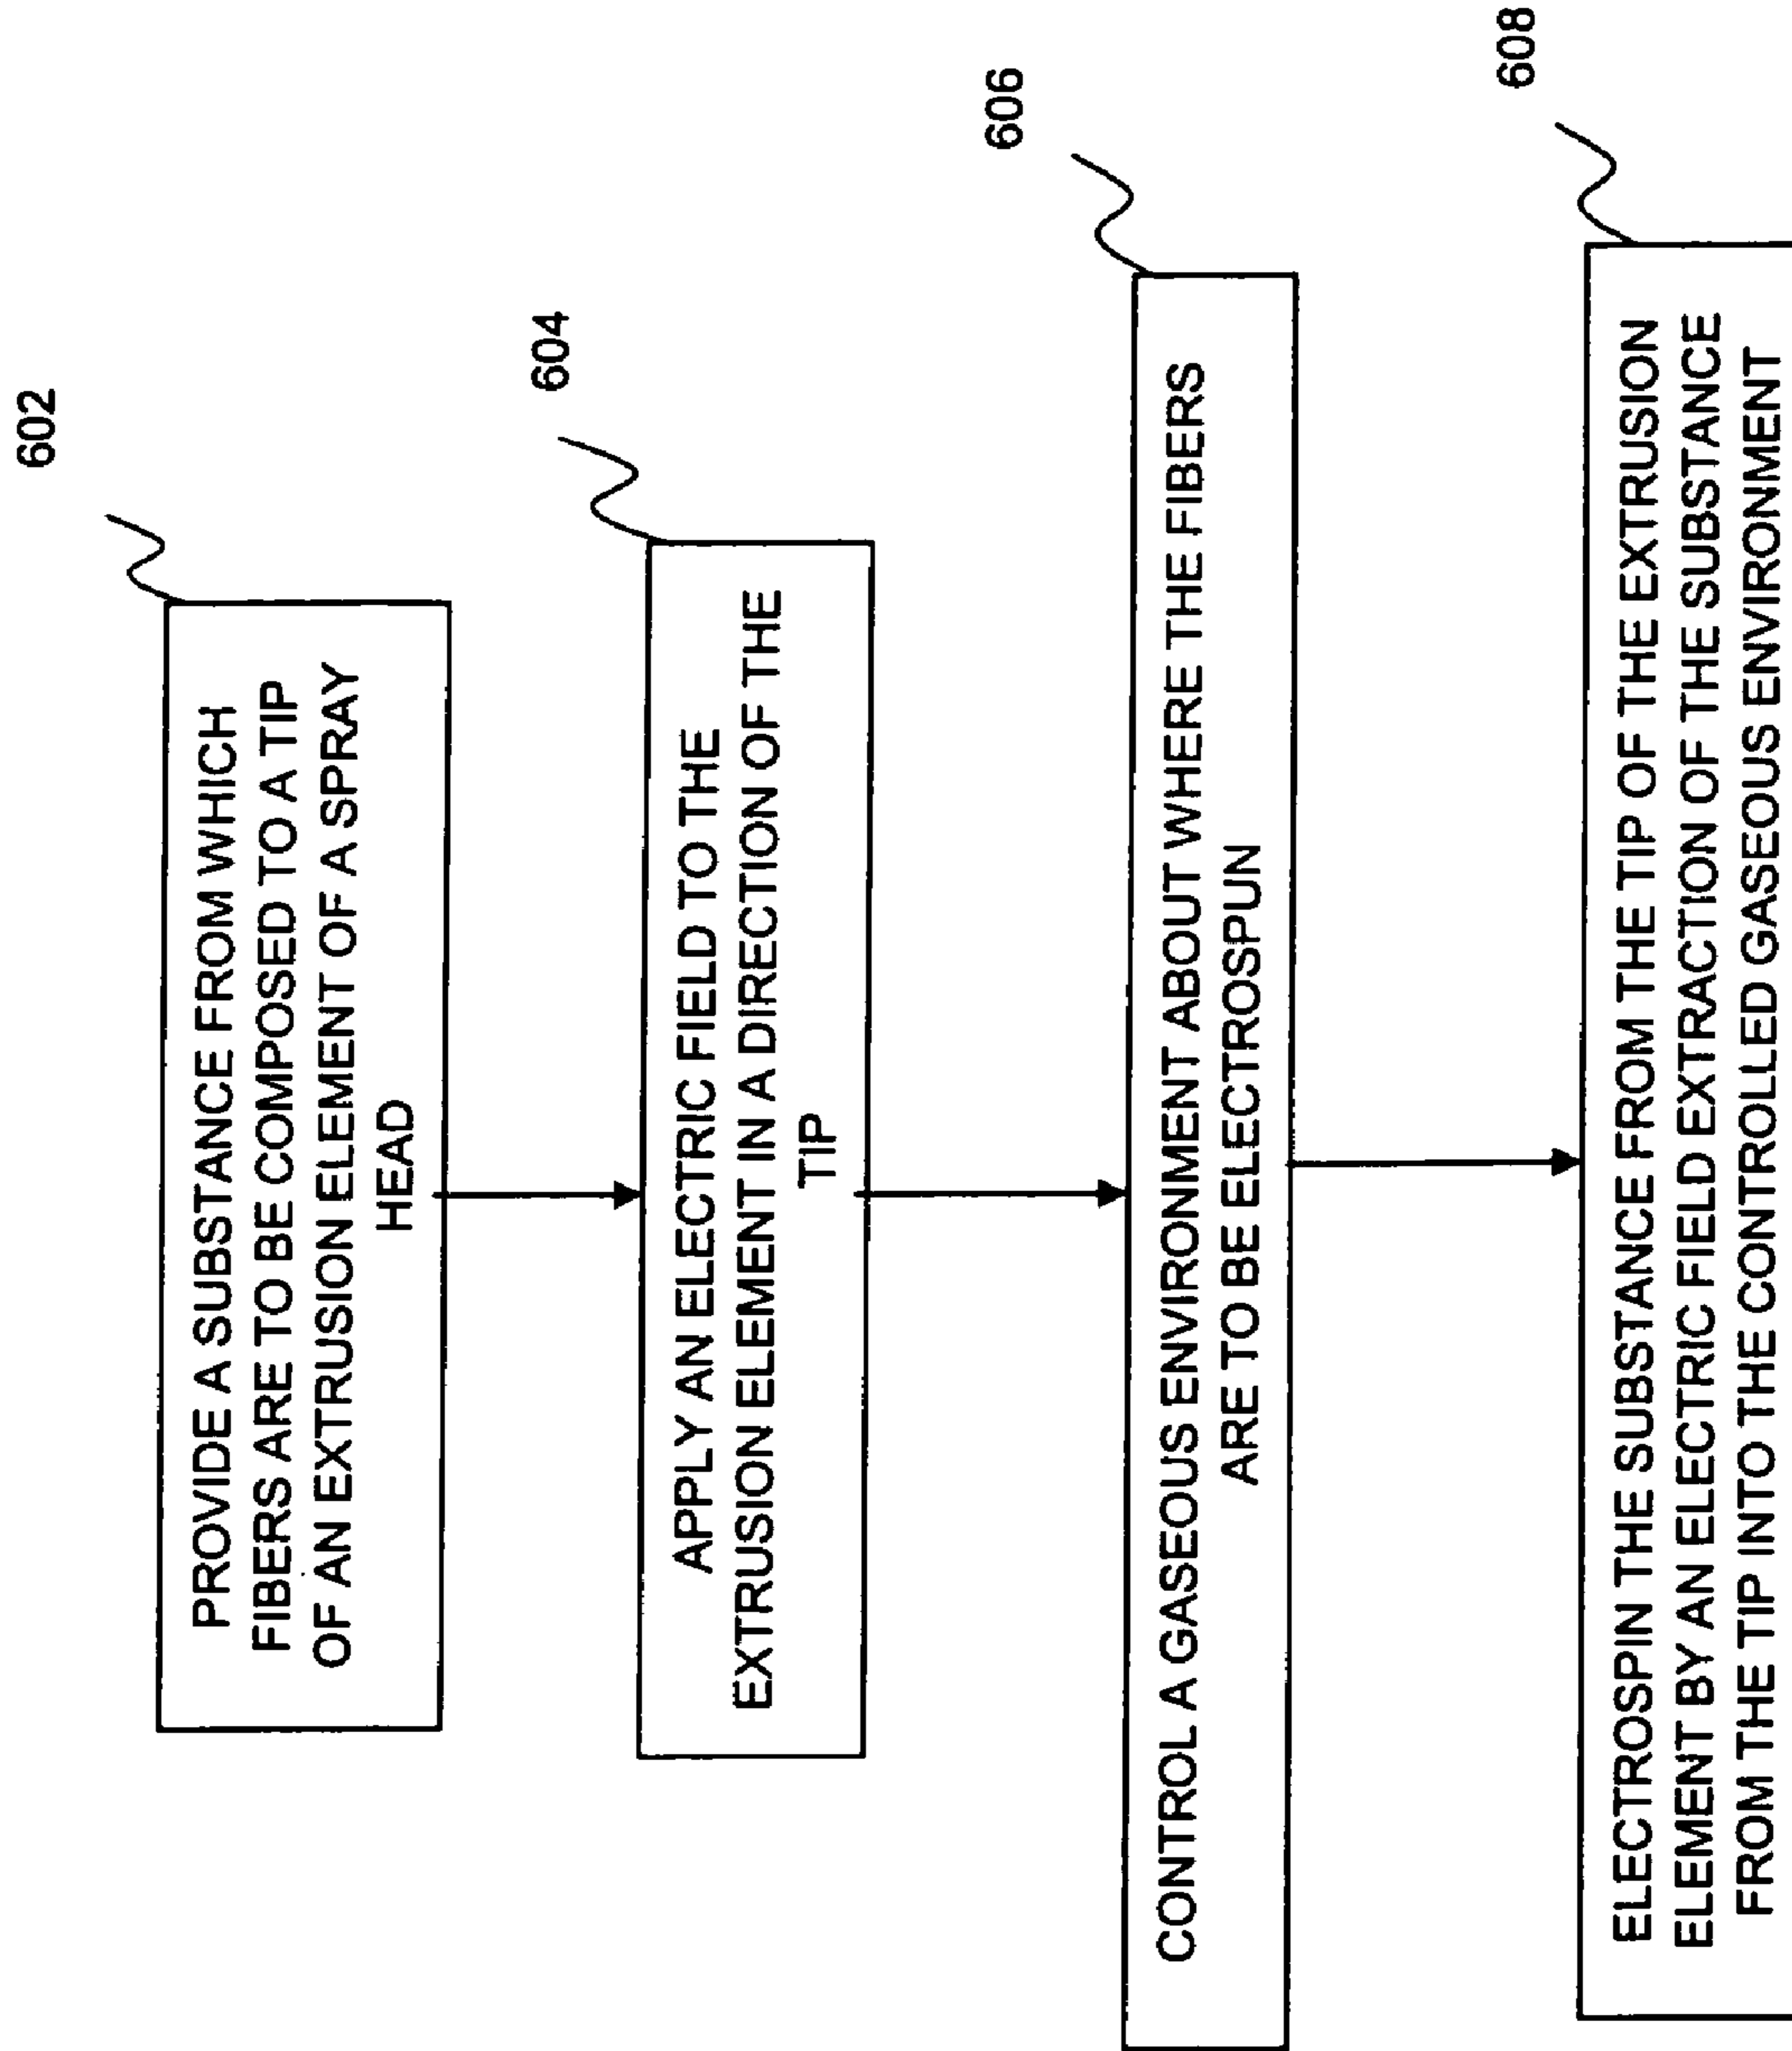 602
PROVIDE A SUBSTANCE FROM WHICH
FIBERS ARE TO BE COMPOSED TO A TIP
OF AN EXTRUSION ELEMENT OF A SPRAY
HEAD
604
APPLY AN ELECTRIC FIELD TO THE
EXTRUSION ELEMENT IN A DIRECTION OF THE
TIP
606
CONTROL A GASEOUS ENVIRONMENT ABOUT WHERE THE FIBERS
ARE TO BE ELECTROSPUN
608
ELECTROSPIN THE SUBSTANCE FROM THE TIP OF THE EXTRUSION
ELEMENT BY AN ELECTRIC FIELD EXTRACTION OF THE SUBSTANCE
FROM THE TIP INTO THE CONTROLLED GASEOUS ENVIRONMENT